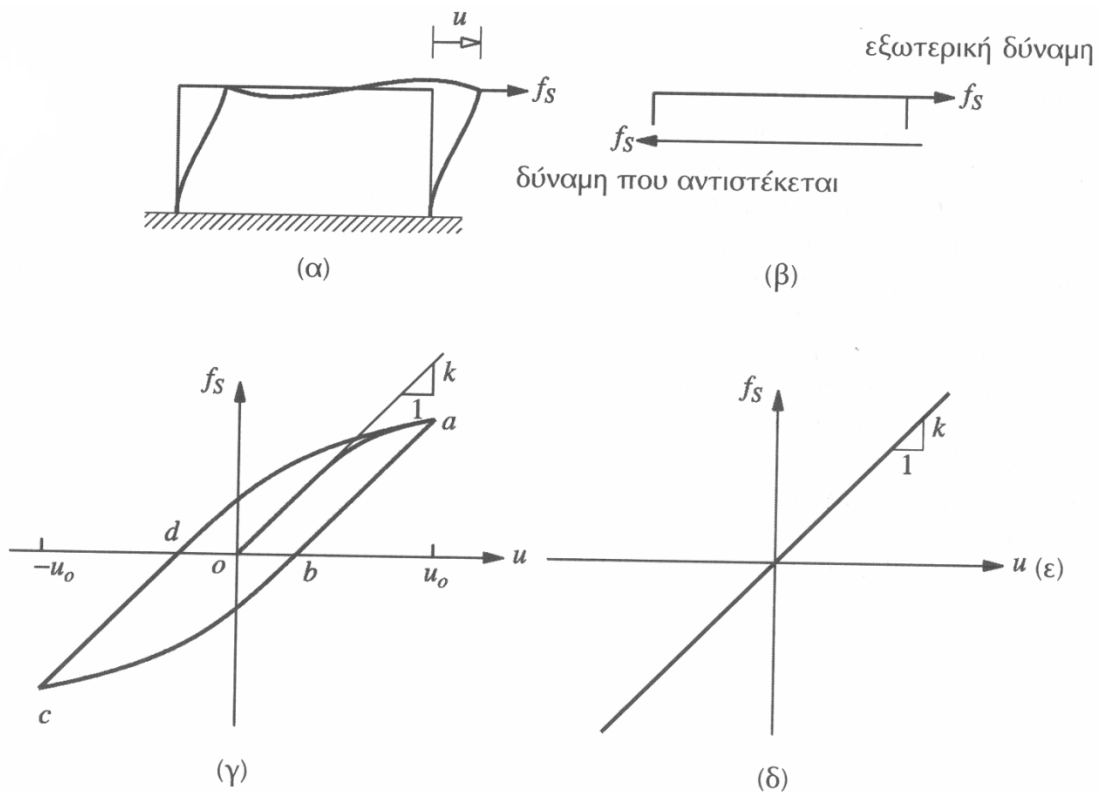 u
εξωτερική δύναμη
f_S
f_S
f_S
δύναμη που αντιστέκεται
(α)
(β)
f_S
k
1
a
d
−u_o
o
b
u_o
u
c
(γ)
f_S
k
1
u (ε)
(δ)